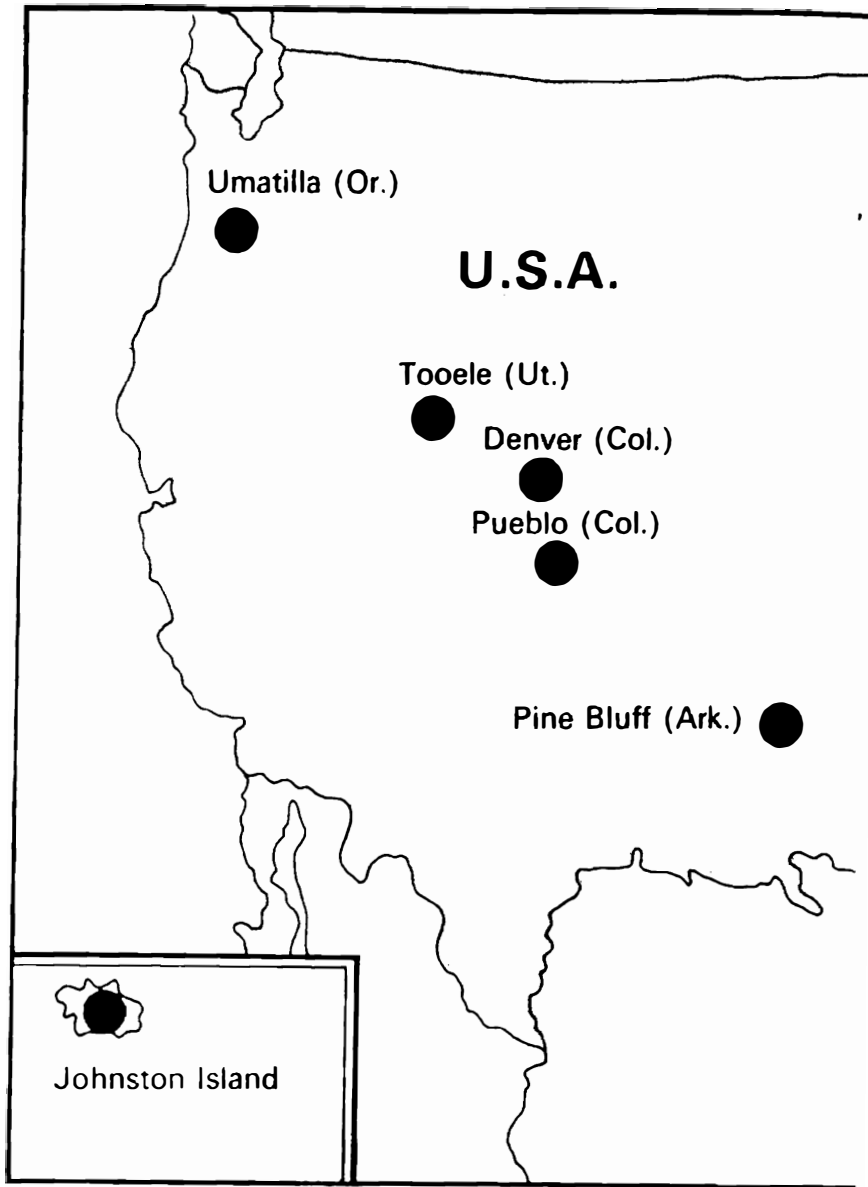 Umatilla (Or.)
U.S.A.
Tooele (Ut.)
Denver (Col.)
Pueblo (Col.)
Pine Bluff (Ark.)
Johnston Island